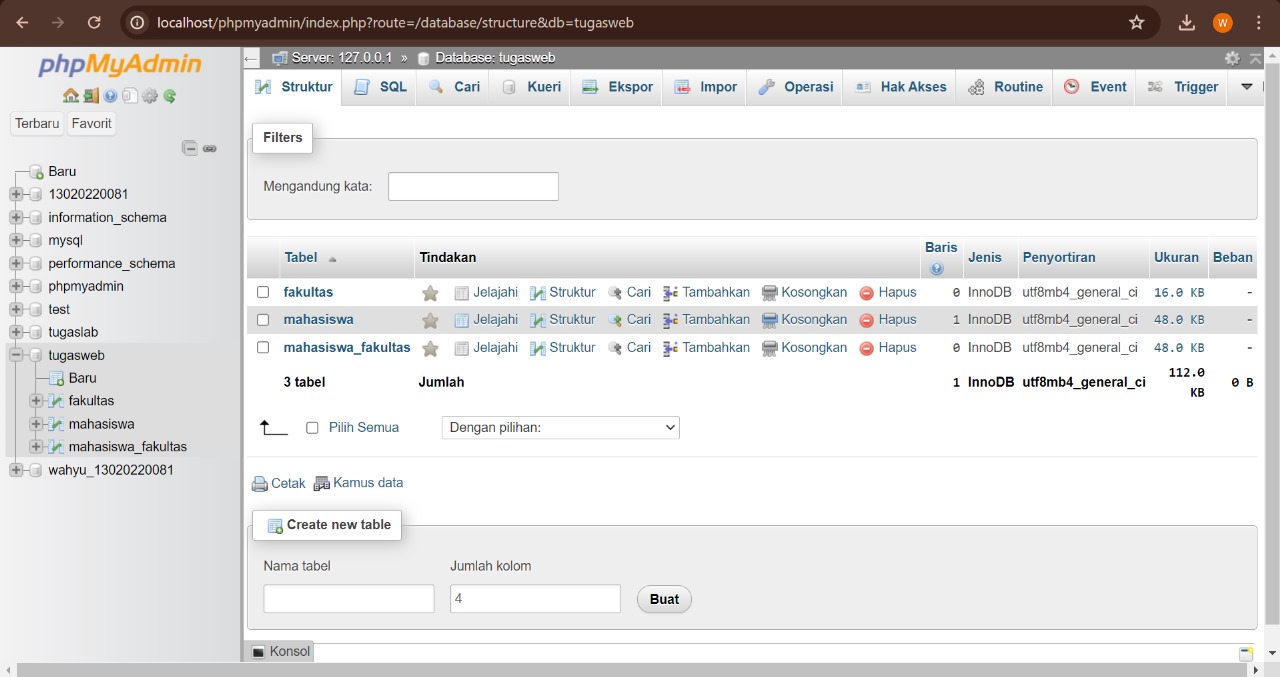 localhost/phpmyadmin/index.php?route=/database/structure&db=tugasweb
W
phpMyAdmin
Terbaru Favorit
Baru
13020220081
information_schema
mysql
performance_schema
phpmyadmin
test
tugaslab
tugasweb
Baru
fakultas
mahasiswa
mahasiswa_fakultas
wahyu_13020220081
Server: 127.0.0.1 » Database: tugasweb
Struktur SQL Cari Kueri Ekspor Impor Operasi Hak Akses Routine Event Trigger
Filters
Mengandung kata:
Tabel Tindakan Baris Jenis Penyortiran Ukuran Beban
fakultas Jelajahi Struktur Cari Tambahkan Kosongkan Hapus 0 InnoDB utf8mb4_general_ci 16.0 KB -
mahasiswa Jelajahi Struktur Cari Tambahkan Kosongkan Hapus 1 InnoDB utf8mb4_general_ci 48.0 KB -
mahasiswa_fakultas Jelajahi Struktur Cari Tambahkan Kosongkan Hapus 0 InnoDB utf8mb4_general_ci 48.0 KB -
3 tabel Jumlah 1 InnoDB utf8mb4_general_ci 112.0 KB 0 B
Pilih Semua Dengan pilihan:
Cetak Kamus data
Create new table
Nama tabel Jumlah kolom
4 Buat
Konsol